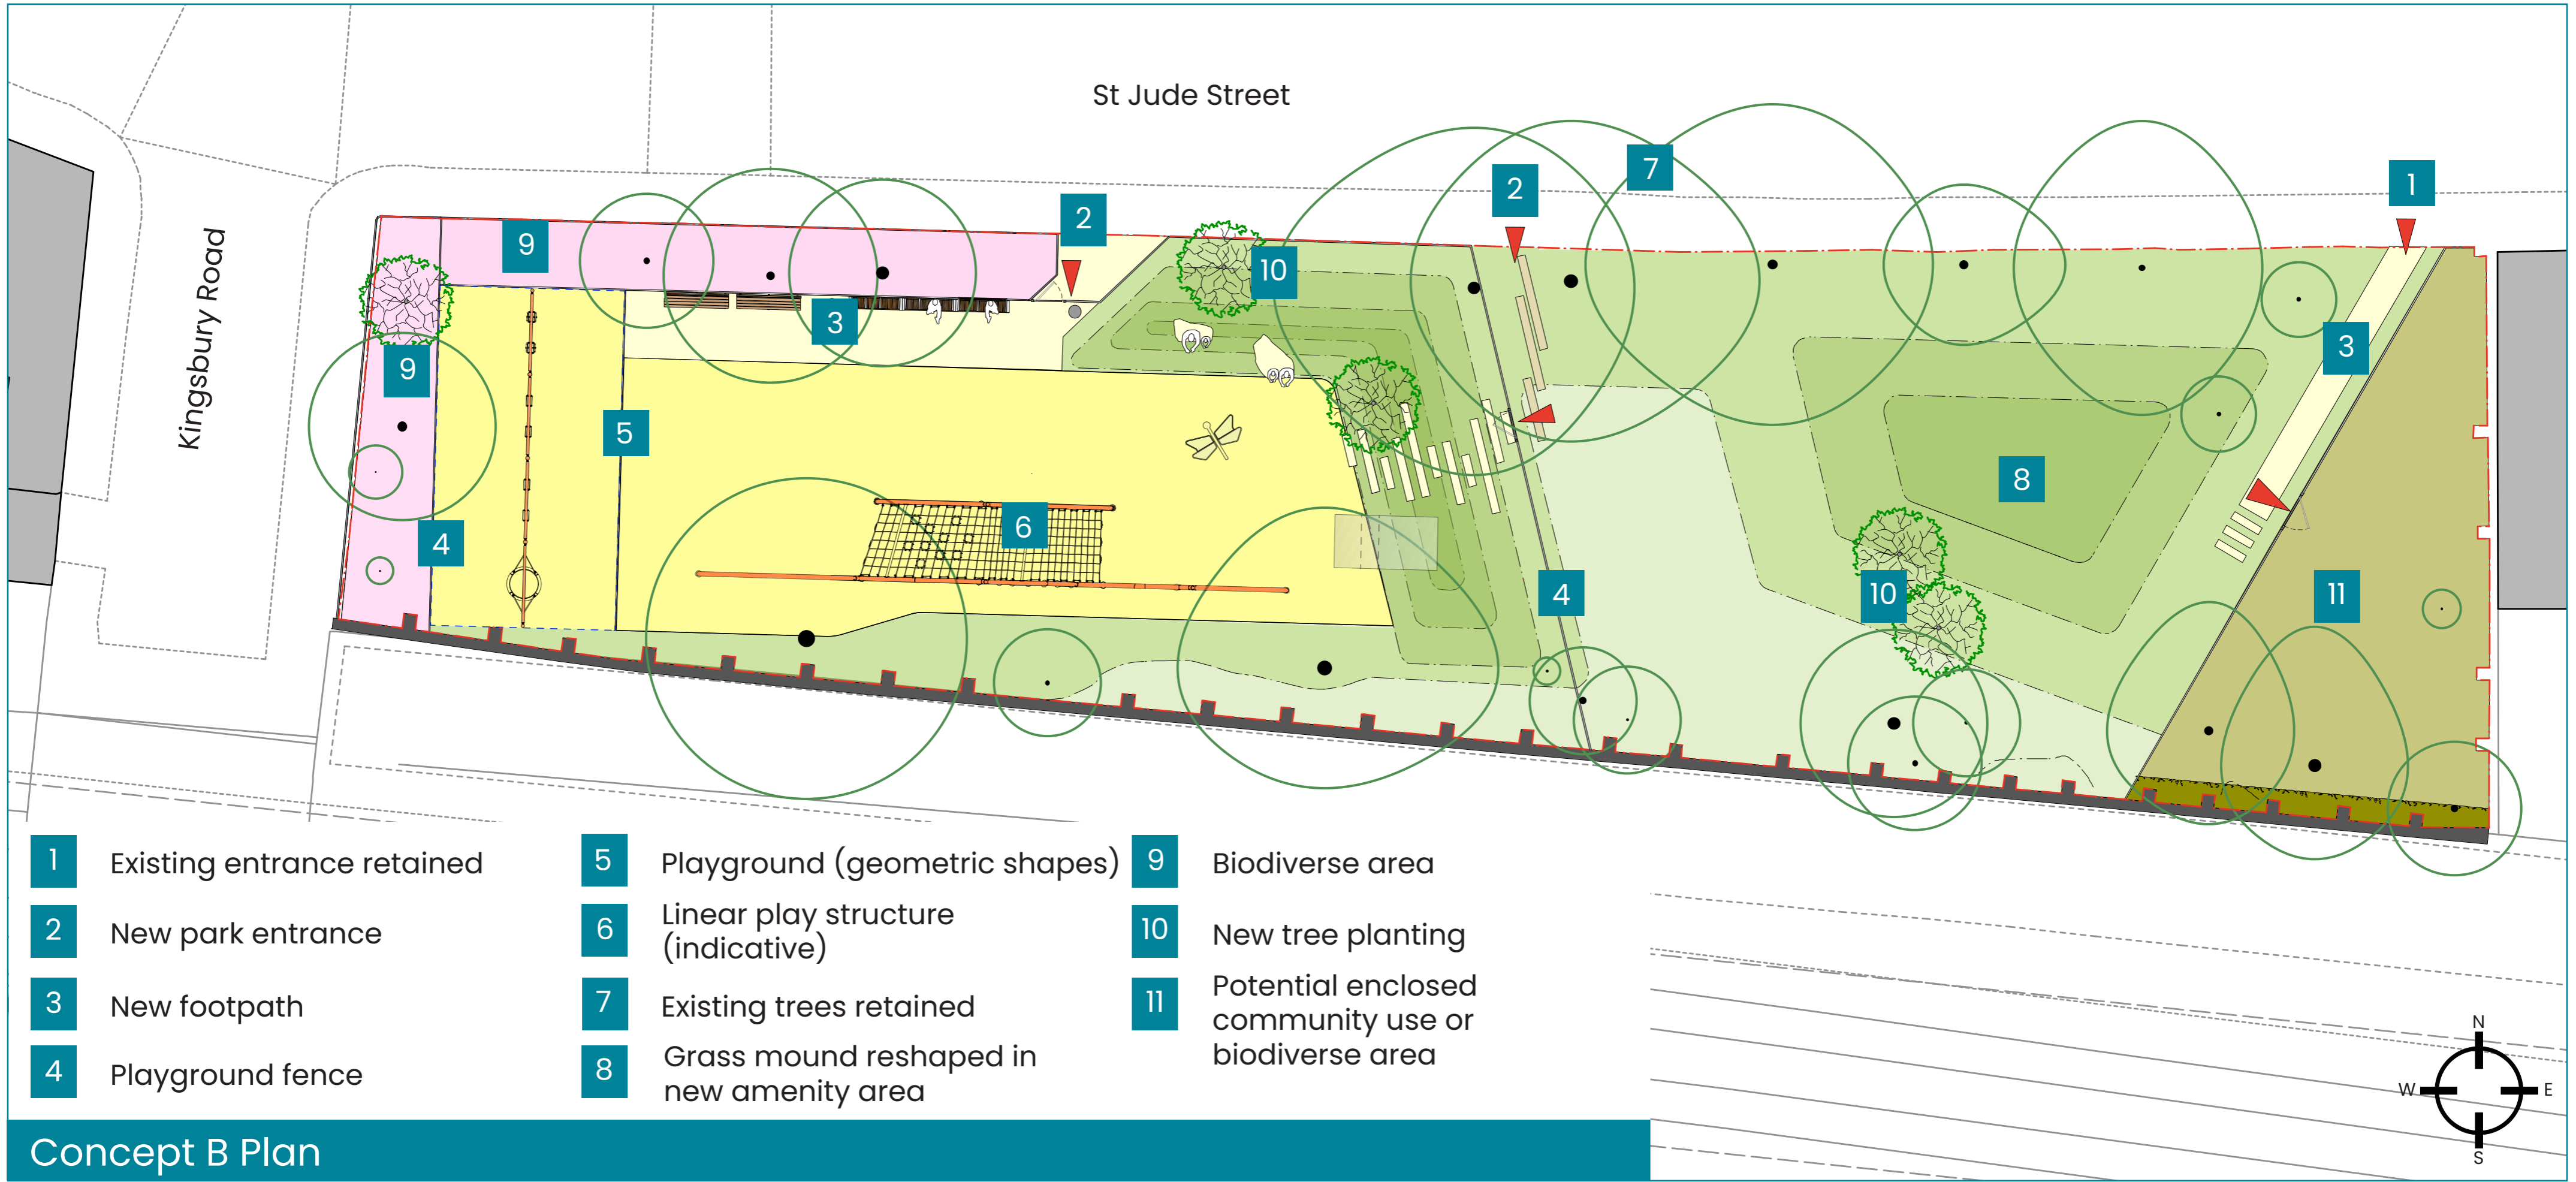 St Jude Street
Kingsbury Road
1
2
7
2
9
10
3
3
9
5
8
6
4
4
10
11
1 Existing entrance retained
2 New park entrance
3 New footpath
4 Playground fence
5 Playground (geometric shapes)
6 Linear play structure
(indicative)
7 Existing trees retained
8 Grass mound reshaped in
new amenity area
9 Biodiverse area
10 New tree planting
11 Potential enclosed
community use or
biodiverse area
N
W E
S
Concept B Plan